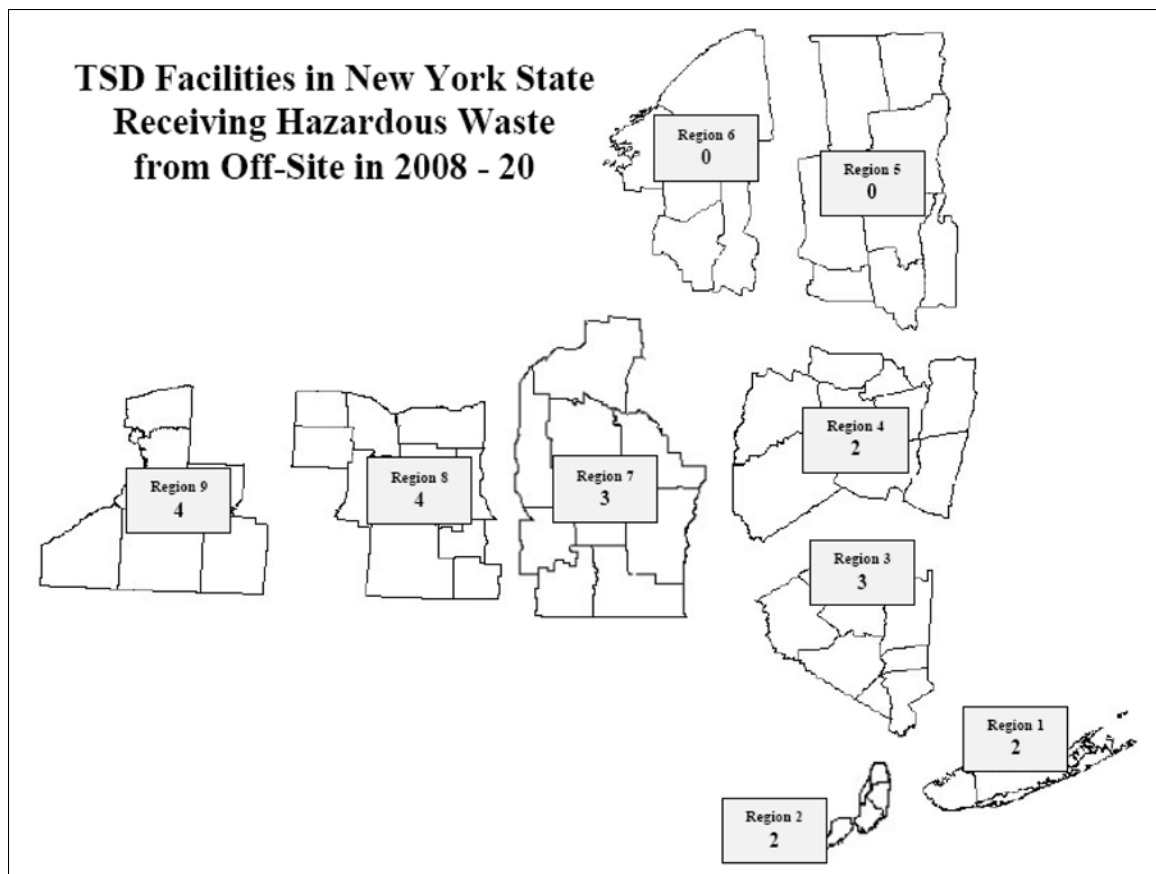 TSD Facilities in New York State
Receiving Hazardous Waste
from Off-Site in 2008 - 20
Region 6
0
Region 5
0
Region 9
4
Region 8
4
Region 7
3
Region 4
2
Region 3
3
Region 1
2
Region 2
2